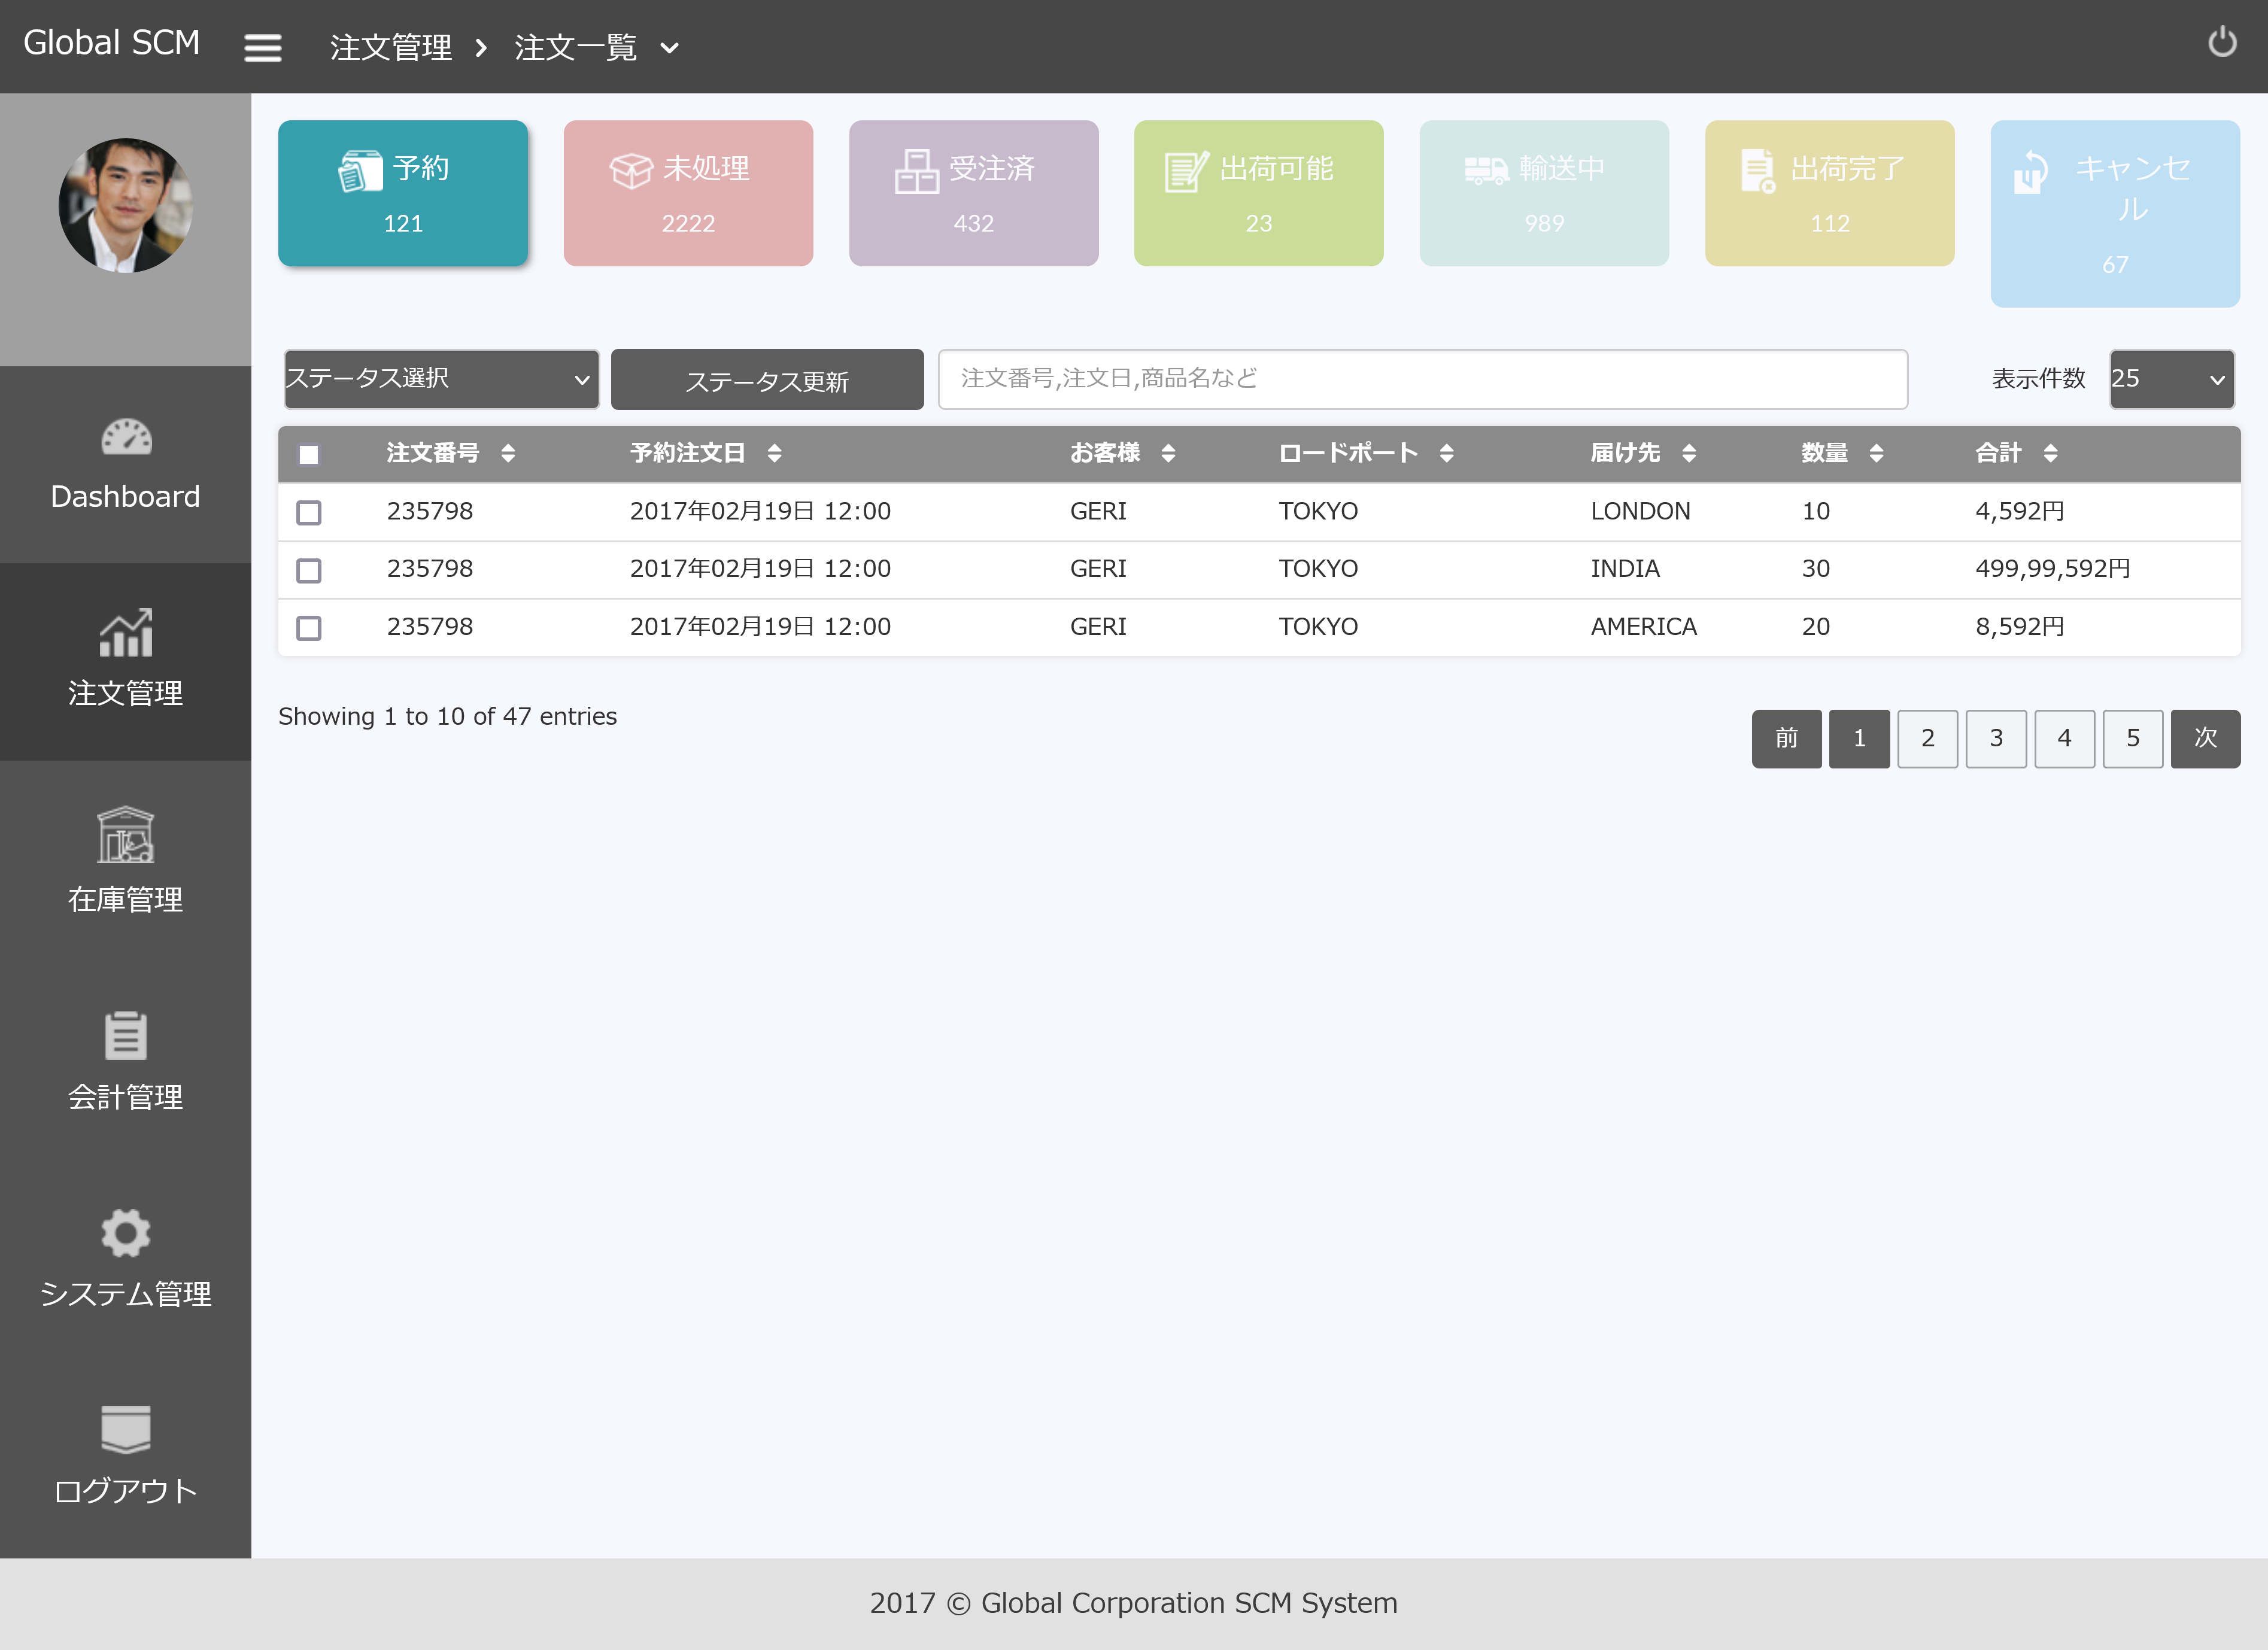 Global SCM
注文管理 注文一覧
予約
121
未処理
2222
受注済
432
出荷可能
23
輸送中
989
出荷完了
112
キャンセ
ル
67
ステータス選択
ステータス更新
注文番号,注文日,商品名など
表示件数 25
注文番号 予約注文日 お客様 ロードポート 届け先 数量 合計
235798 2017年02月19日 12:00 GERI TOKYO LONDON 10 4,592円
235798 2017年02月19日 12:00 GERI TOKYO INDIA 30 499,99,592円
235798 2017年02月19日 12:00 GERI TOKYO AMERICA 20 8,592円
Showing 1 to 10 of 47 entries
前 1 2 3 4 5 次
Dashboard
注文管理
在庫管理
会計管理
システム管理
ログアウト
2017 © Global Corporation SCM System